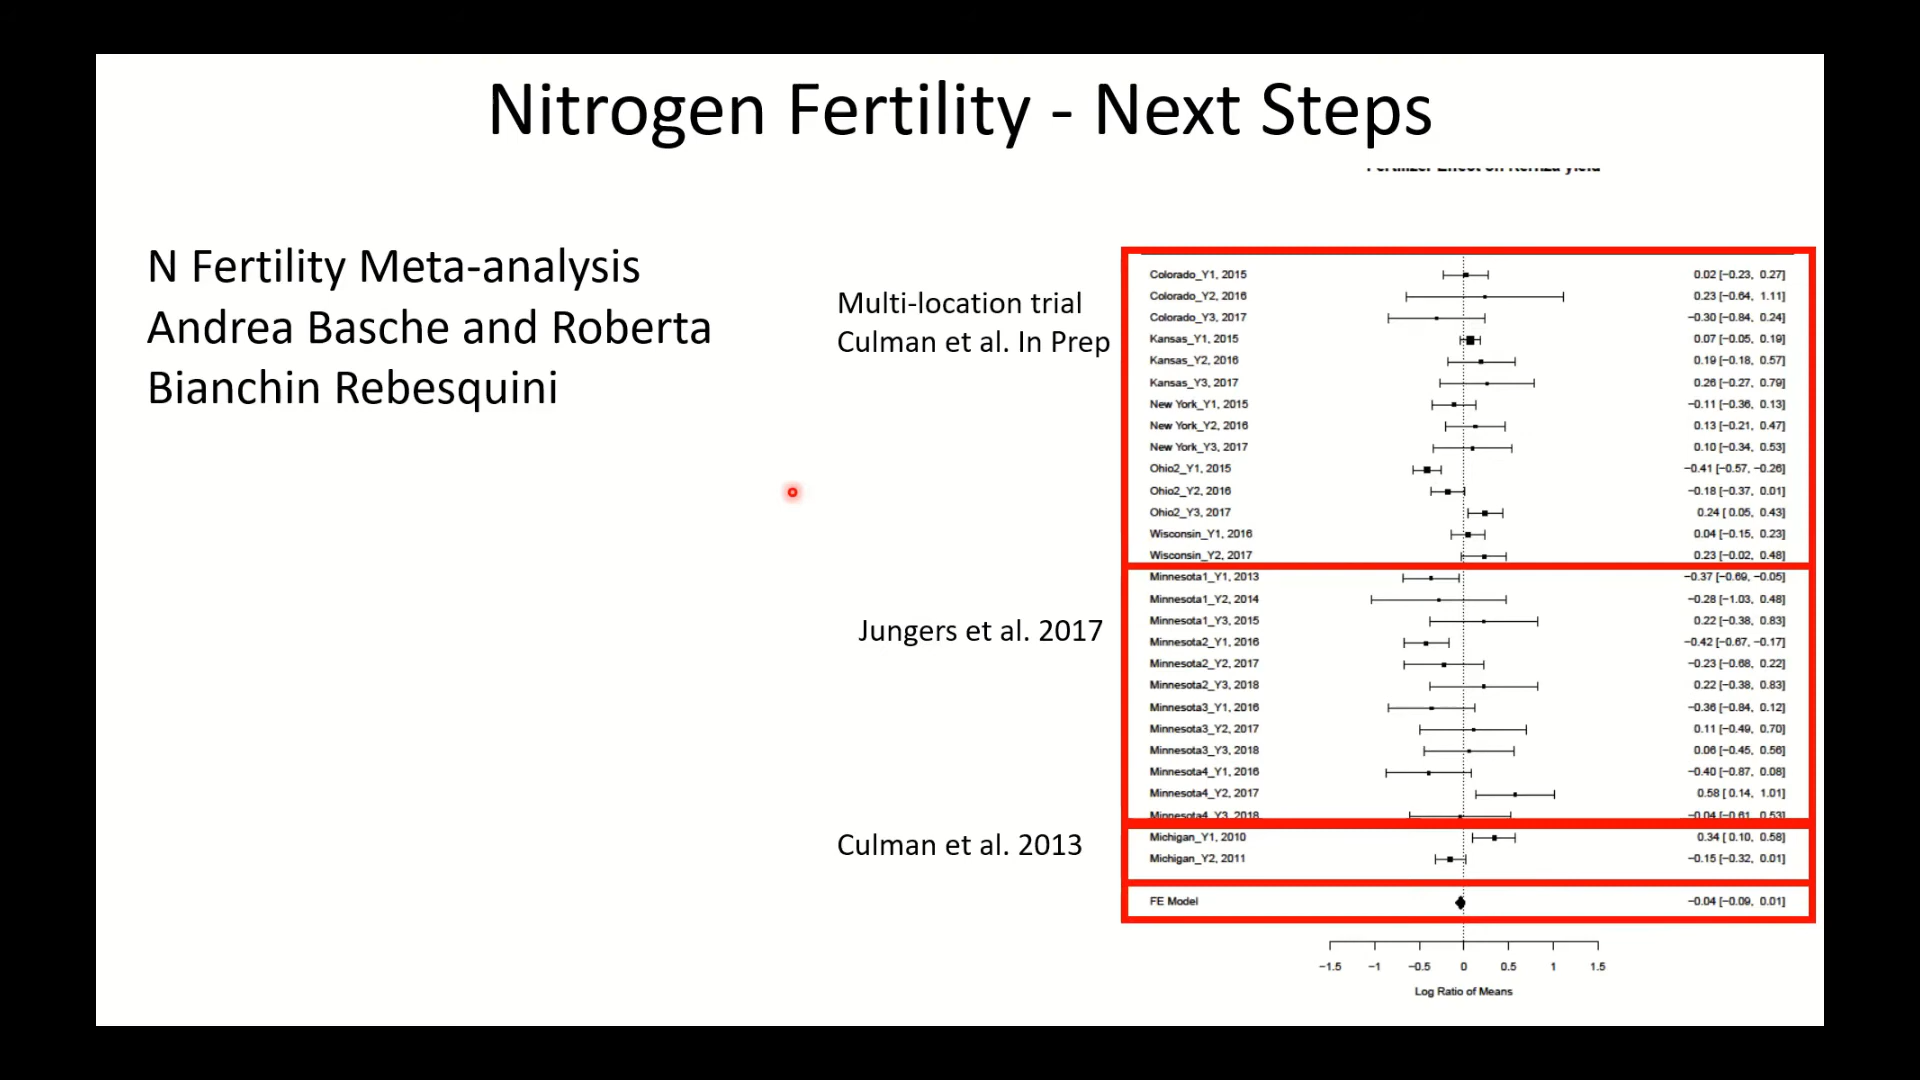 Nitrogen Fertility - Next Steps
Fertilizer Effect on Kernza yield
N Fertility Meta-analysis
Andrea Basche and Roberta
Bianchin Rebesquini
Multi-location trial
Culman et al. In Prep
Jungers et al. 2017
Culman et al. 2013
Colorado_Y1, 2015 0.02 [−0.23, 0.27]
Colorado_Y2, 2016 0.23 [−0.64, 1.11]
Colorado_Y3, 2017 −0.30 [−0.84, 0.24]
Kansas_Y1, 2015 0.07 [−0.05, 0.19]
Kansas_Y2, 2016 0.19 [−0.18, 0.57]
Kansas_Y3, 2017 0.26 [−0.27, 0.79]
New York_Y1, 2015 −0.11 [−0.36, 0.13]
New York_Y2, 2016 0.13 [−0.21, 0.47]
New York_Y3, 2017 0.10 [−0.34, 0.53]
Ohio2_Y1, 2015 −0.41 [−0.57, −0.26]
Ohio2_Y2, 2016 −0.18 [−0.37, 0.01]
Ohio2_Y3, 2017 0.24 [ 0.05, 0.43]
Wisconsin_Y1, 2016 0.04 [−0.15, 0.23]
Wisconsin_Y2, 2017 0.23 [−0.02, 0.48]
Minnesota1_Y1, 2013 −0.37 [−0.69, −0.05]
Minnesota1_Y2, 2014 −0.28 [−1.03, 0.48]
Minnesota1_Y3, 2015 0.22 [−0.38, 0.83]
Minnesota2_Y1, 2016 −0.42 [−0.67, −0.17]
Minnesota2_Y2, 2017 −0.23 [−0.68, 0.22]
Minnesota2_Y3, 2018 0.22 [−0.38, 0.83]
Minnesota3_Y1, 2016 −0.36 [−0.84, 0.12]
Minnesota3_Y2, 2017 0.11 [−0.49, 0.70]
Minnesota3_Y3, 2018 0.06 [−0.45, 0.56]
Minnesota4_Y1, 2016 −0.40 [−0.87, 0.08]
Minnesota4_Y2, 2017 0.58 [ 0.14, 1.01]
Minnesota4_Y3, 2018 −0.04 [−0.61, 0.53]
Michigan_Y1, 2010 0.34 [ 0.10, 0.58]
Michigan_Y2, 2011 −0.15 [−0.32, 0.01]
FE Model −0.04 [−0.09, 0.01]
−1.5 −1 −0.5 0 0.5 1 1.5
Log Ratio of Means